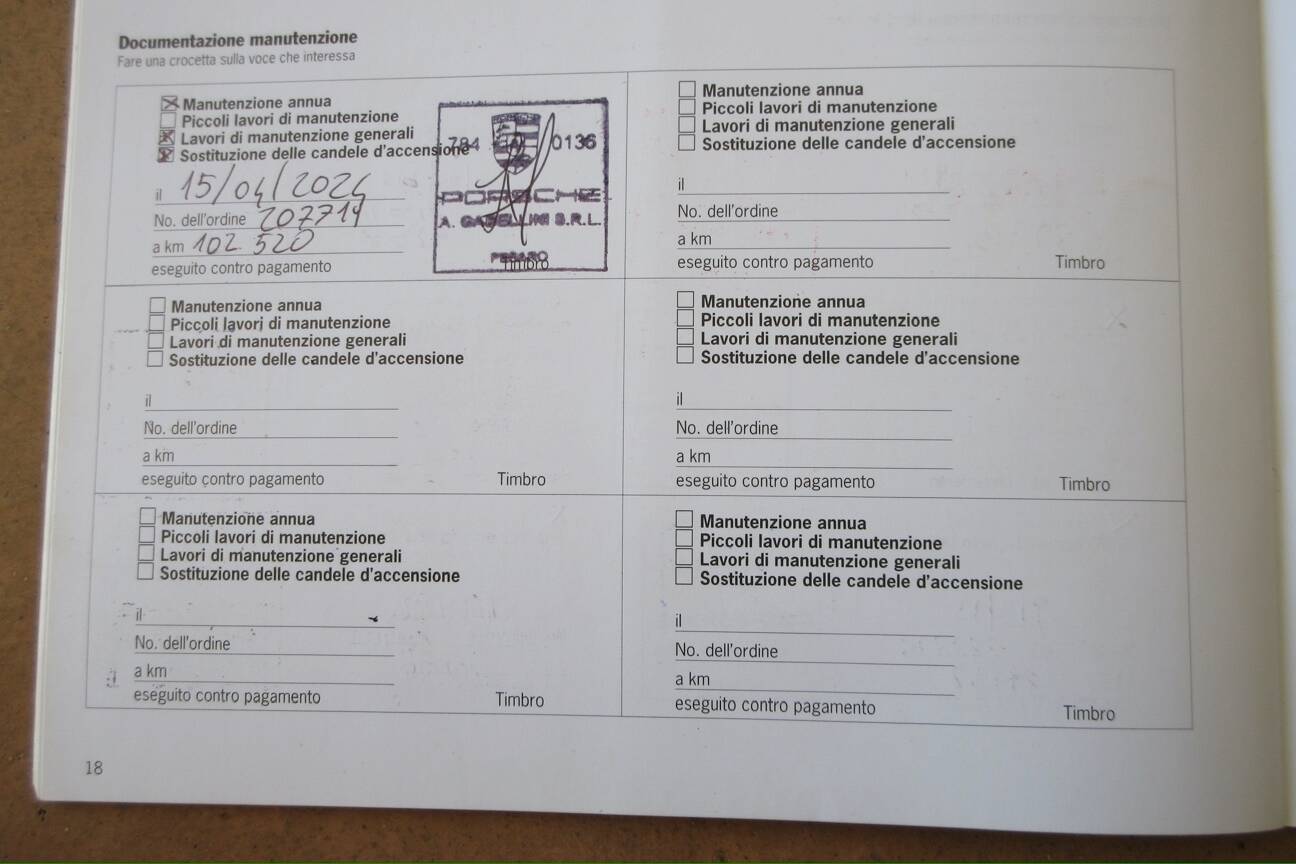 Documentazione manutenzione
Fare una crocetta sulla voce che interessa
Manutenzione annua
Piccoli lavori di manutenzione
Lavori di manutenzione generali
Sostituzione delle candele d'accensione
il 15/04/2024
No. dell'ordine 207714
a km 102 520
eseguito contro pagamento
784 0136
PORSCHE
A. GABELLINI S.R.L.
PESARO
Timbro
Manutenzione annua
Piccoli lavori di manutenzione
Lavori di manutenzione generali
Sostituzione delle candele d'accensione
il
No. dell'ordine
a km
eseguito contro pagamento Timbro
Manutenzione annua
Piccoli lavori di manutenzione
Lavori di manutenzione generali
Sostituzione delle candele d'accensione
il
No. dell'ordine
a km
eseguito contro pagamento Timbro
Manutenzione annua
Piccoli lavori di manutenzione
Lavori di manutenzione generali
Sostituzione delle candele d'accensione
il
No. dell'ordine
a km
eseguito contro pagamento Timbro
Manutenzione annua
Piccoli lavori di manutenzione
Lavori di manutenzione generali
Sostituzione delle candele d'accensione
il
No. dell'ordine
a km
eseguito contro pagamento Timbro
Manutenzione annua
Piccoli lavori di manutenzione
Lavori di manutenzione generali
Sostituzione delle candele d'accensione
il
No. dell'ordine
a km
eseguito contro pagamento Timbro
18